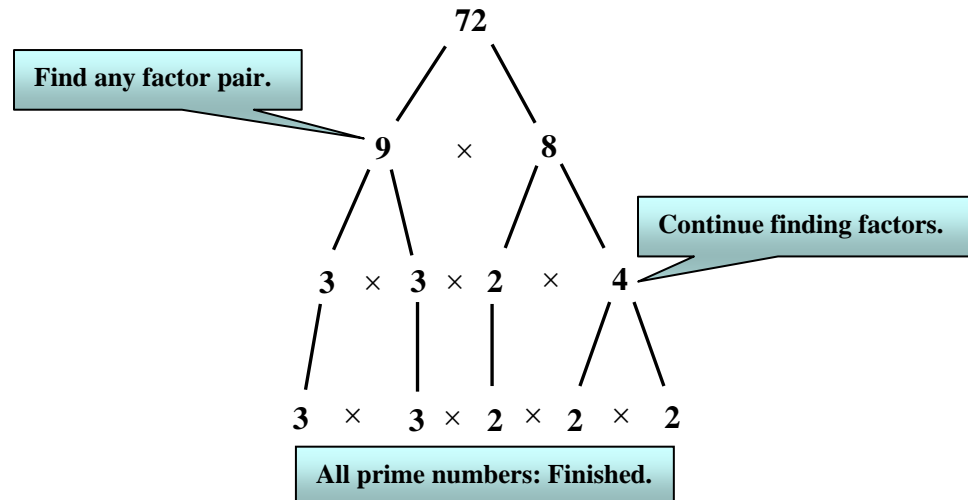 72
Find any factor pair.
9 × 8
Continue finding factors.
3 × 3 × 2 × 4
3 × 3 × 2 × 2 × 2
All prime numbers: Finished.